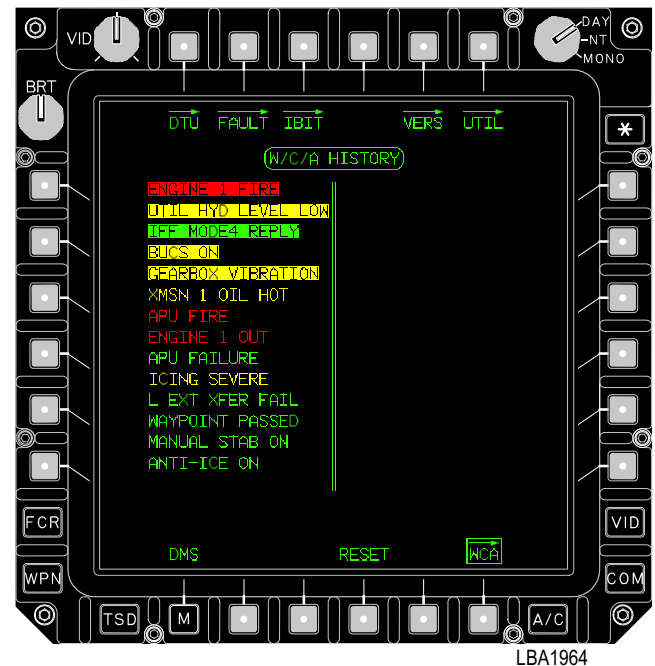 VID
DAY
NT
MONO
BRT
DTU FAULT IBIT VERS UTIL
*
W/C/A HISTORY
ENGINE 1 FIRE
UTIL HYD LEVEL LOW
IFF MODE4 REPLY
BUCS ON
GEARBOX VIBRATION
XMSN 1 OIL HOT
APU FIRE
ENGINE 1 OUT
APU FAILURE
ICING SEVERE
L EXT XFER FAIL
WAYPOINT PASSED
MANUAL STAB ON
ANTI-ICE ON
FCR VID
DMS RESET WCA
WPN COM
TSD M A/C
LBA1964